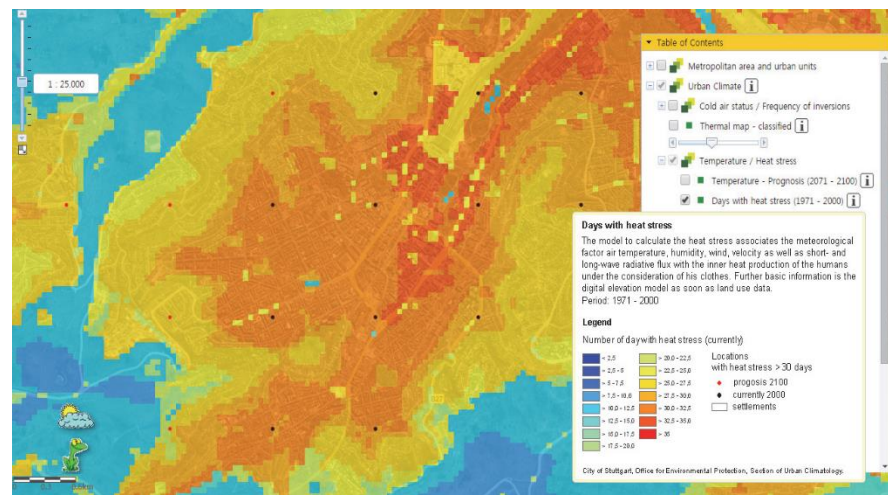 1 : 25.000
Table of Contents
Metropolitan area and urban units
Urban Climate i
Cold air status / Frequency of inversions
Thermal map - classified i
Temperature / Heat stress
Temperature - Prognosis (2071 - 2100) i
Days with heat stress (1971 - 2000) i
Days with heat stress
The model to calculate the heat stress associates the meteorological
factor air temperature, humidity, wind, velocity as well as short- and
long-wave radiative flux with the inner heat production of the humans
under the consideration of his clothes. Further basic information is the
digital elevation model as soon as land use data.
Period: 1971 - 2000
Legend
Number of day with heat stress (currently)
< 2,5
> 2,5 - 5
> 5 - 7,5
> 7,5 - 10,0
> 10,0 - 12,5
> 12,5 - 15,0
> 15,0 - 17,5
> 17,5 - 20,0
> 20,0 - 22,5
> 22,5 - 25,0
> 25,0 - 27,5
> 27,5 - 30,0
> 30,0 - 32,5
> 32,5 - 35,0
> 35
Locations
with heat stress > 30 days
progosis 2100
currently 2000
settlements
City of Stuttgart, Office for Environmental Protection, Section of Urban Climatology.